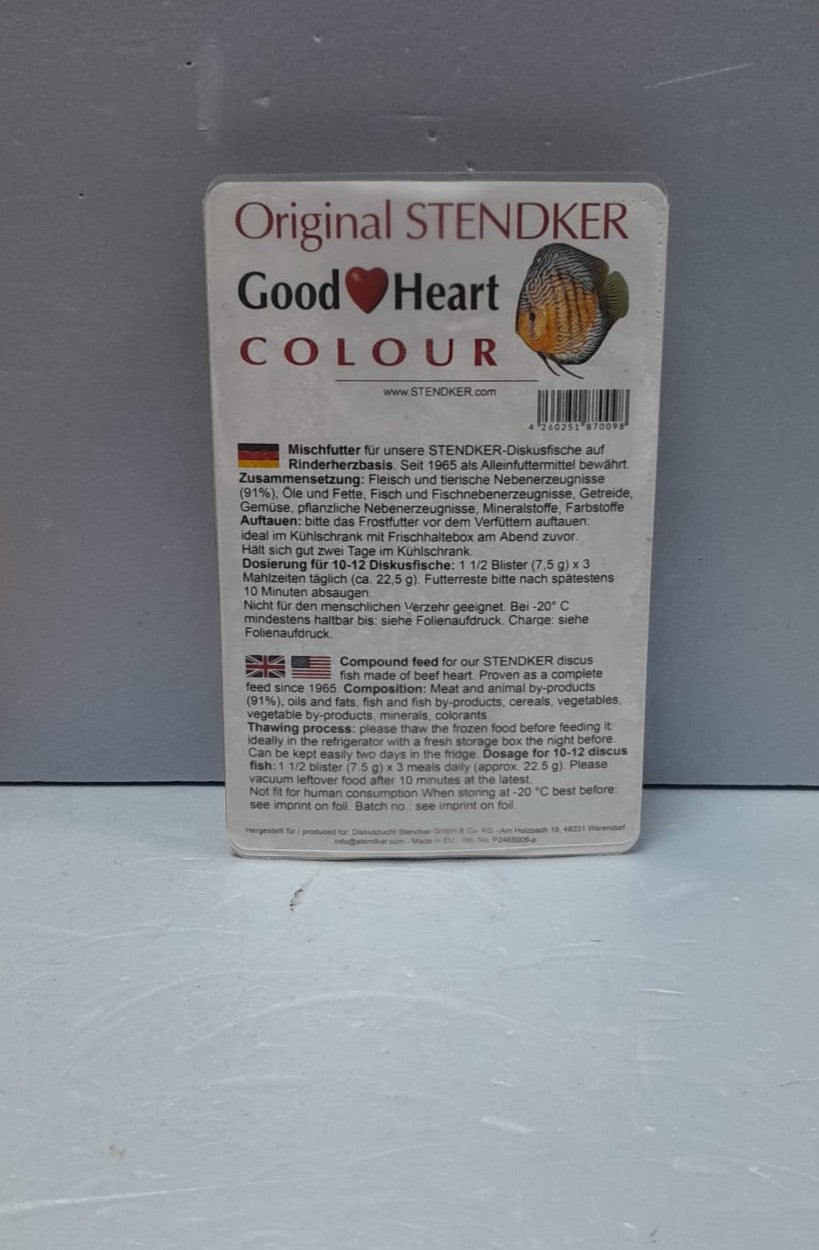 Original STENDKER
Good Heart
COLOUR
www.STENDKER.com
4 260251 870098
Mischfutter für unsere STENDKER-Diskusfische auf
Rinderherzbasis. Seit 1965 als Alleinfuttermittel bewährt.
Zusammensetzung: Fleisch und tierische Nebenerzeugnisse
(91%), Öle und Fette, Fisch und Fischnebenerzeugnisse, Getreide,
Gemüse, pflanzliche Nebenerzeugnisse, Mineralstoffe, Farbstoffe
Auftauen: bitte das Frostfutter vor dem Verfüttern auftauen:
ideal im Kühlschrank mit Frischhaltebox am Abend zuvor.
Hält sich gut zwei Tage im Kühlschrank.
Dosierung für 10-12 Diskusfische: 1 1/2 Blister (7,5 g) x 3
Mahlzeiten täglich (ca. 22,5 g). Futterreste bitte nach spätestens
10 Minuten absaugen.
Nicht für den menschlichen Verzehr geeignet. Bei -20° C
mindestens haltbar bis: siehe Folienaufdruck. Charge: siehe
Folienaufdruck.
Compound feed for our STENDKER discus
fish made of beef heart. Proven as a complete
feed since 1965. Composition: Meat and animal by-products
(91%), oils and fats, fish and fish by-products, cereals, vegetables,
vegetable by-products, minerals, colorants.
Thawing process: please thaw the frozen food before feeding it:
ideally in the refrigerator with a fresh storage box the night before.
Can be kept easily two days in the fridge. Dosage for 10-12 discus
fish: 1 1/2 blister (7.5 g) x 3 meals daily (approx. 22.5 g). Please
vacuum leftover food after 10 minutes at the latest.
Not fit for human consumption.When storing at -20 °C best before:
see imprint on foil. Batch no.: see imprint on foil.
Hergestellt für / produced for: Diskuszucht Stendker GmbH & Co. KG - Am Holzbach 10, 48231 Warendorf
info@stendker.com - Made in EU - Vet. No. P2465006-p